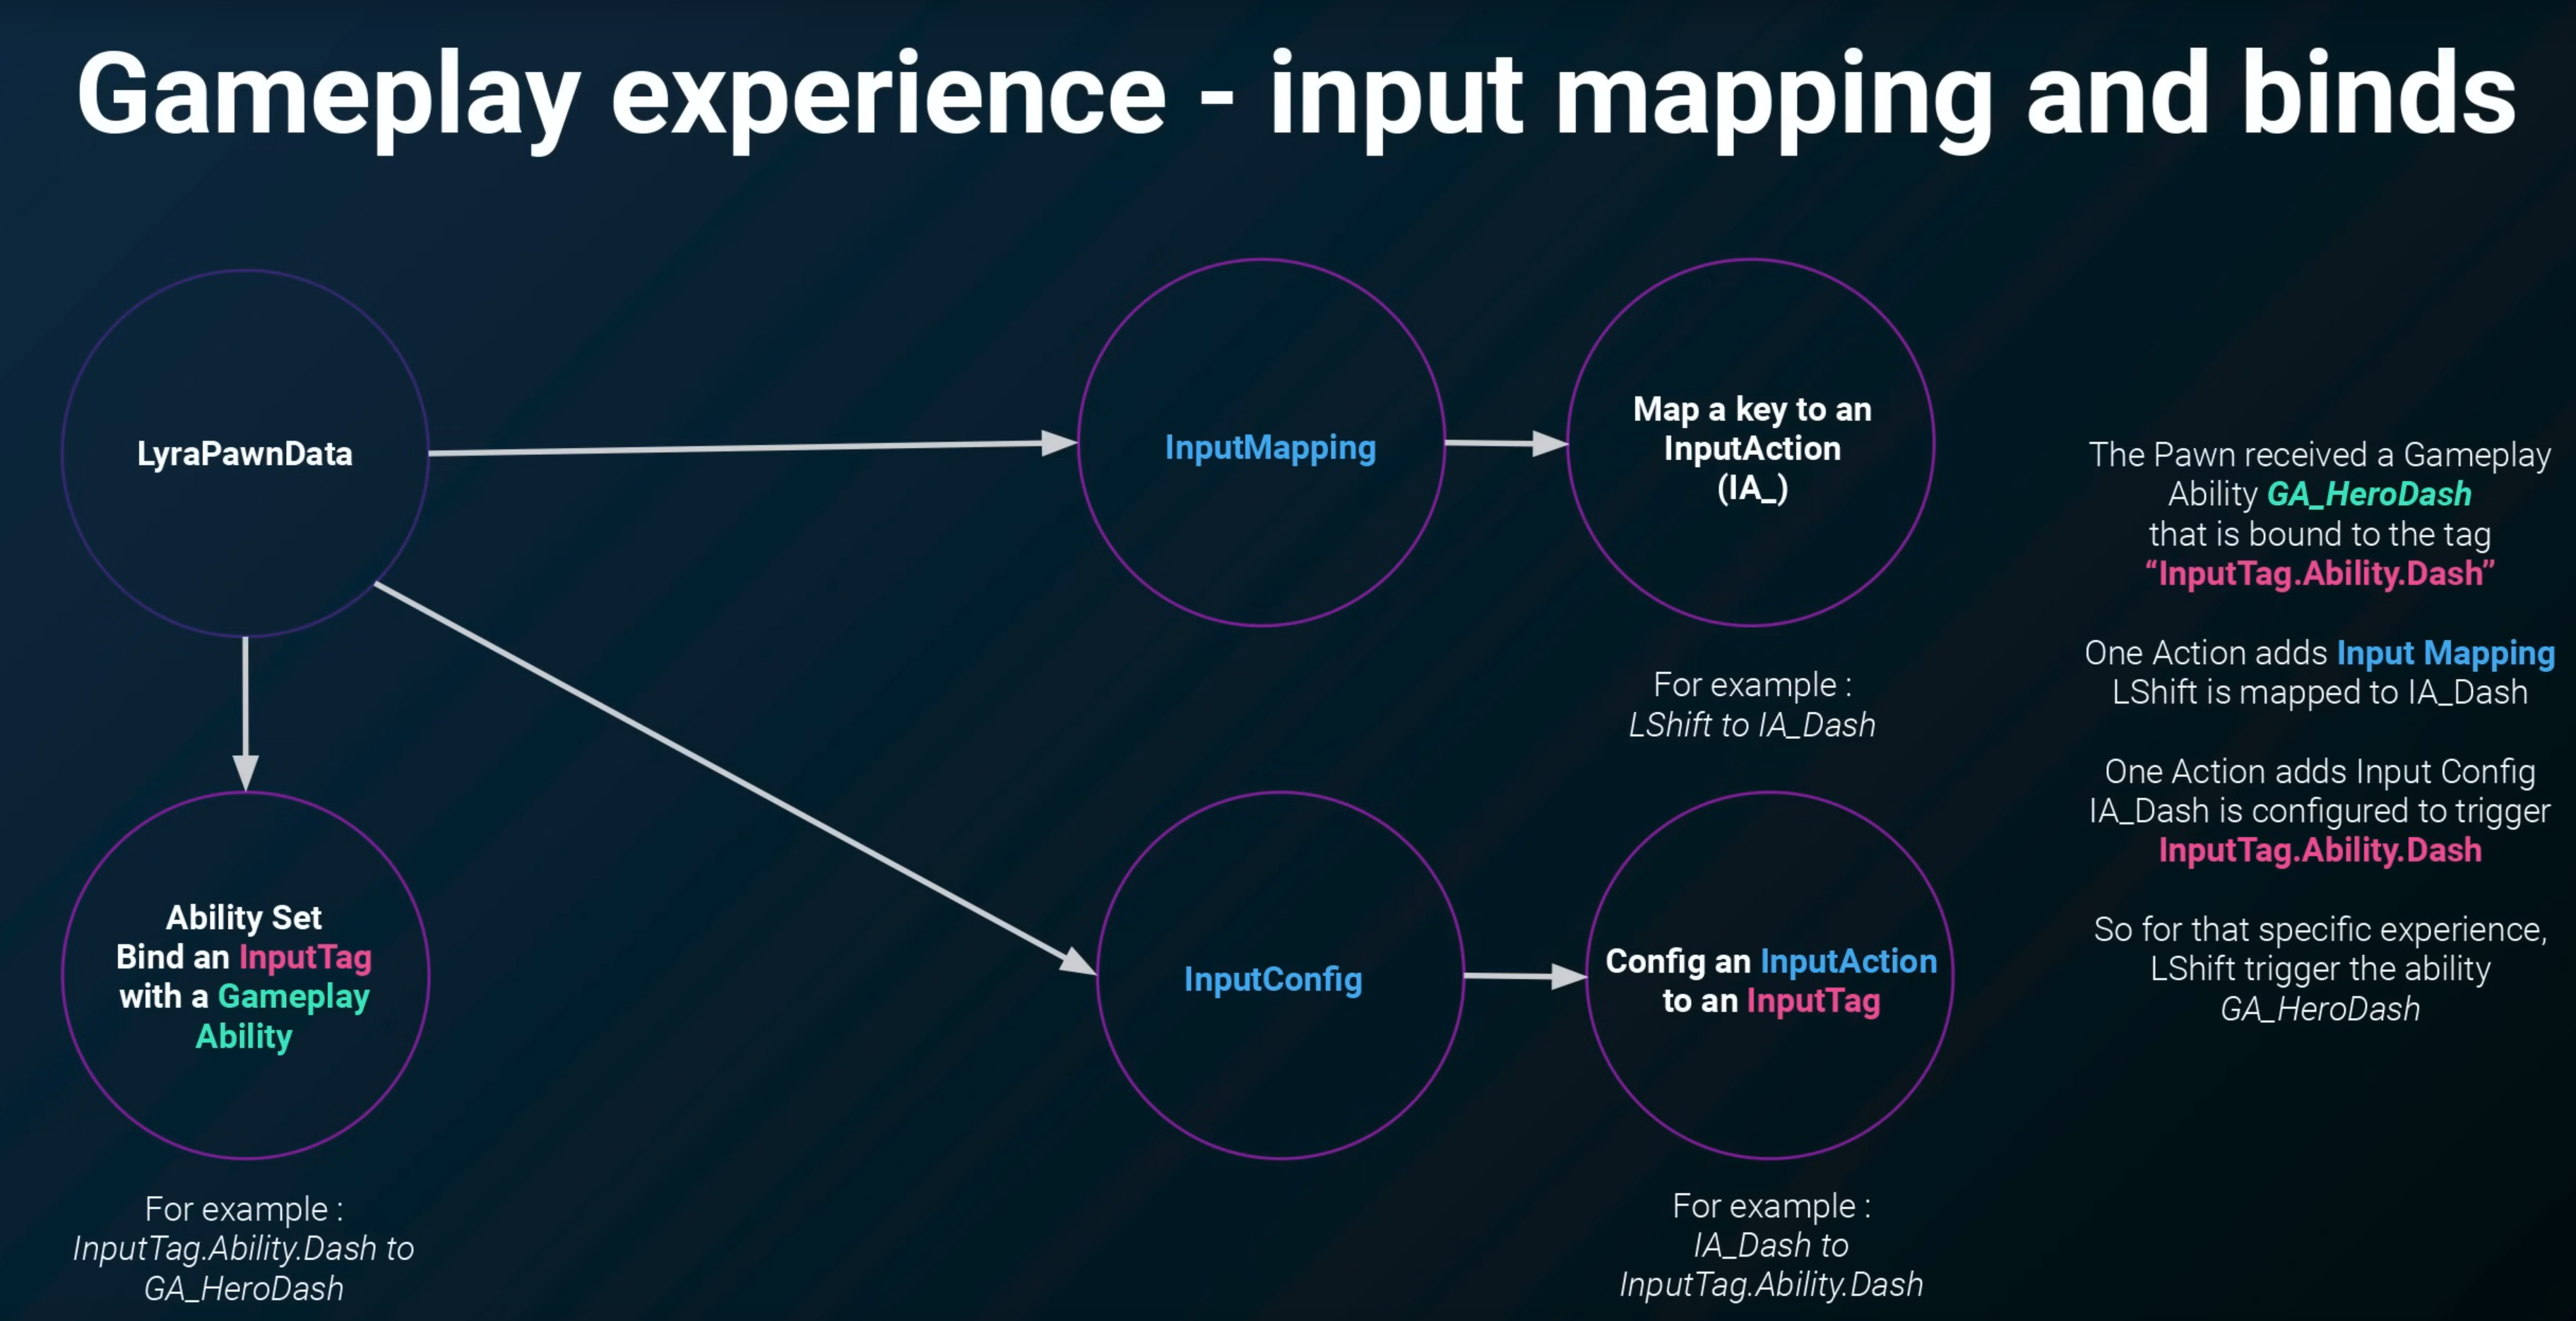 Gameplay experience - input mapping and binds
LyraPawnData
InputMapping
Map a key to an
InputAction
(IA_)
For example :
LShift to IA_Dash
Ability Set
Bind an InputTag
with a Gameplay
Ability
For example :
InputTag.Ability.Dash to
GA_HeroDash
InputConfig
Config an InputAction
to an InputTag
For example :
IA_Dash to
InputTag.Ability.Dash
The Pawn received a Gameplay
Ability GA_HeroDash
that is bound to the tag
“InputTag.Ability.Dash”
One Action adds Input Mapping
LShift is mapped to IA_Dash
One Action adds Input Config
IA_Dash is configured to trigger
InputTag.Ability.Dash
So for that specific experience,
LShift trigger the ability
GA_HeroDash